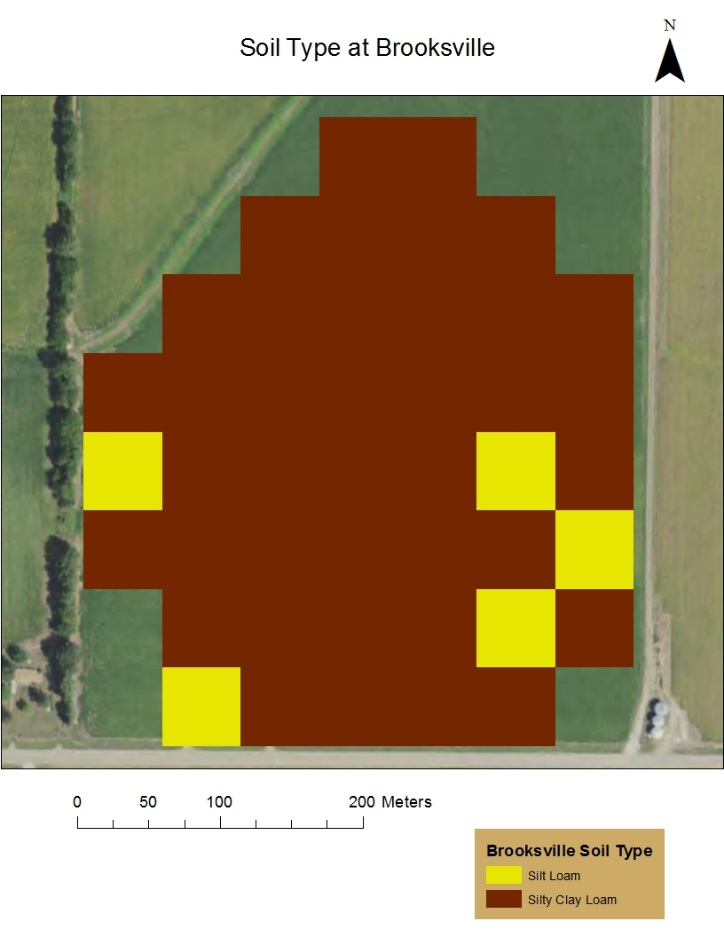 N
Soil Type at Brooksville
0 50 100 200 Meters
Brooksville Soil Type
Silt Loam
Silty Clay Loam